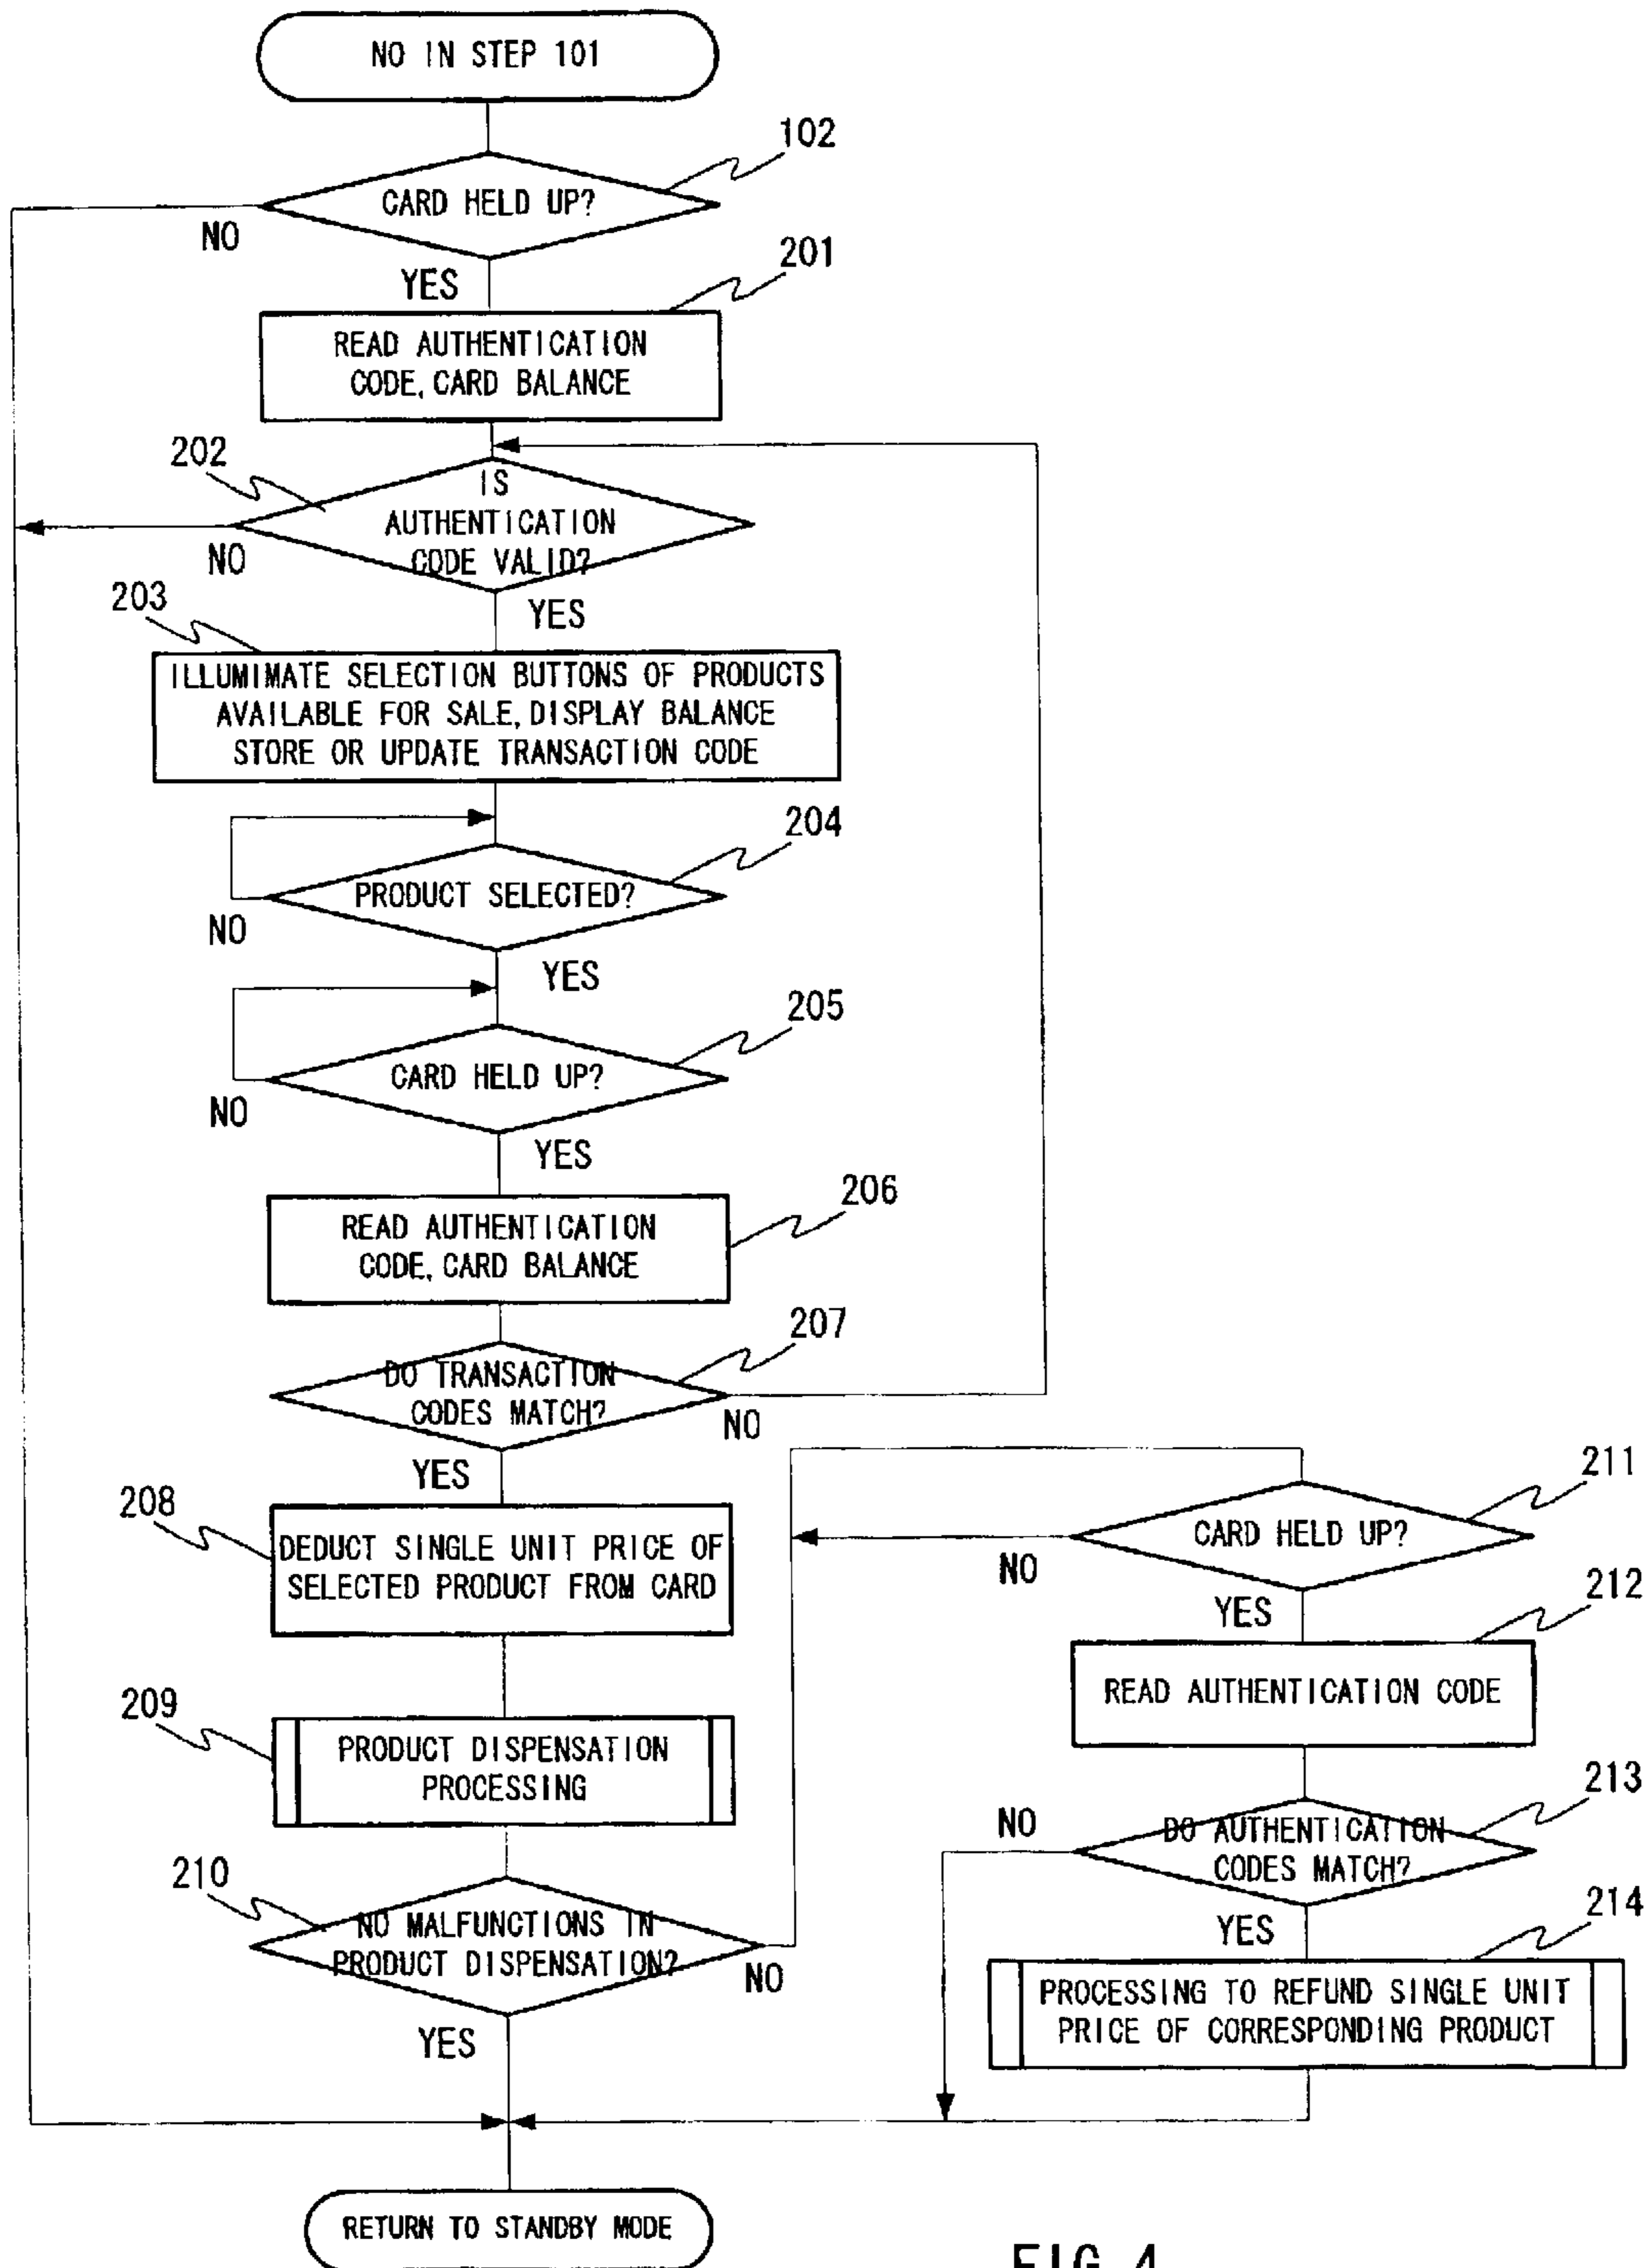 NO IN STEP 101
102
CARD HELD UP?
NO
YES
201
READ AUTHENTICATION
CODE, CARD BALANCE
202
IS
AUTHENTICATION
CODE VALID?
NO
YES
203
ILLUMIMATE SELECTION BUTTONS OF PRODUCTS
AVAILABLE FOR SALE, DISPLAY BALANCE
STORE OR UPDATE TRANSACTION CODE
204
PRODUCT SELECTED?
NO
YES
205
CARD HELD UP?
NO
YES
206
READ AUTHENTICATION
CODE, CARD BALANCE
207
DO TRANSACTION
CODES MATCH?
NO
YES
208
DEDUCT SINGLE UNIT PRICE OF
SELECTED PRODUCT FROM CARD
209
PRODUCT DISPENSATION
PROCESSING
210
NO MALFUNCTIONS IN
PRODUCT DISPENSATION?
NO
YES
211
CARD HELD UP?
NO
YES
212
READ AUTHENTICATION CODE
213
DO AUTHENTICATION
CODES MATCH?
NO
YES
214
PROCESSING TO REFUND SINGLE UNIT
PRICE OF CORRESPONDING PRODUCT
RETURN TO STANDBY MODE
FIG. 4